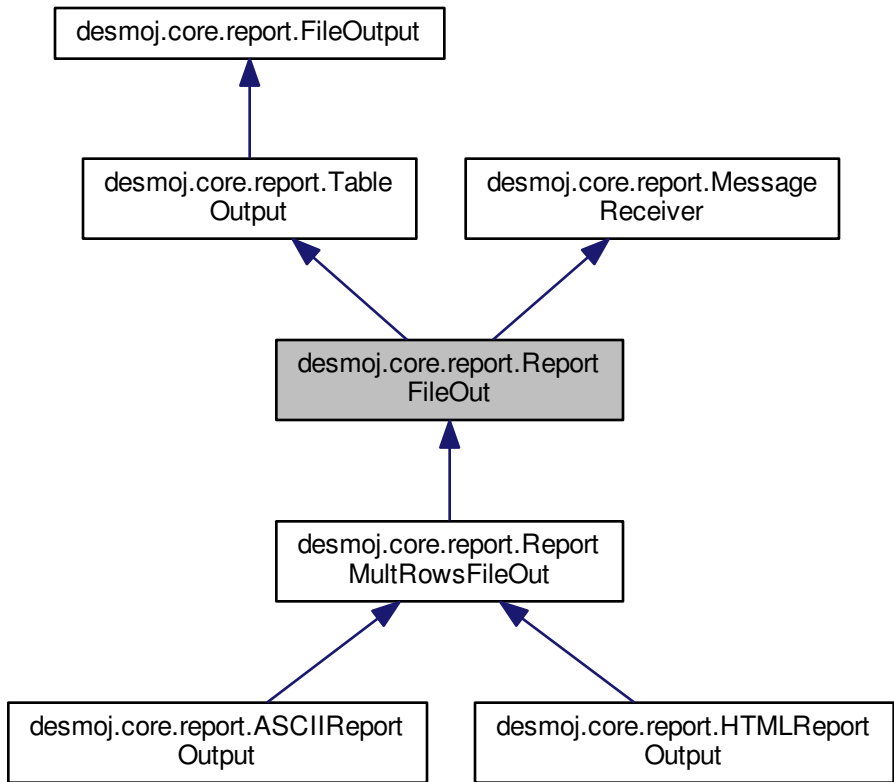 desmoj.core.report.FileOutput
desmoj.core.report.Table
Output
desmoj.core.report.Message
Receiver
desmoj.core.report.Report
FileOut
desmoj.core.report.Report
MultRowsFileOut
desmoj.core.report.ASCIIReport
Output
desmoj.core.report.HTMLReport
Output